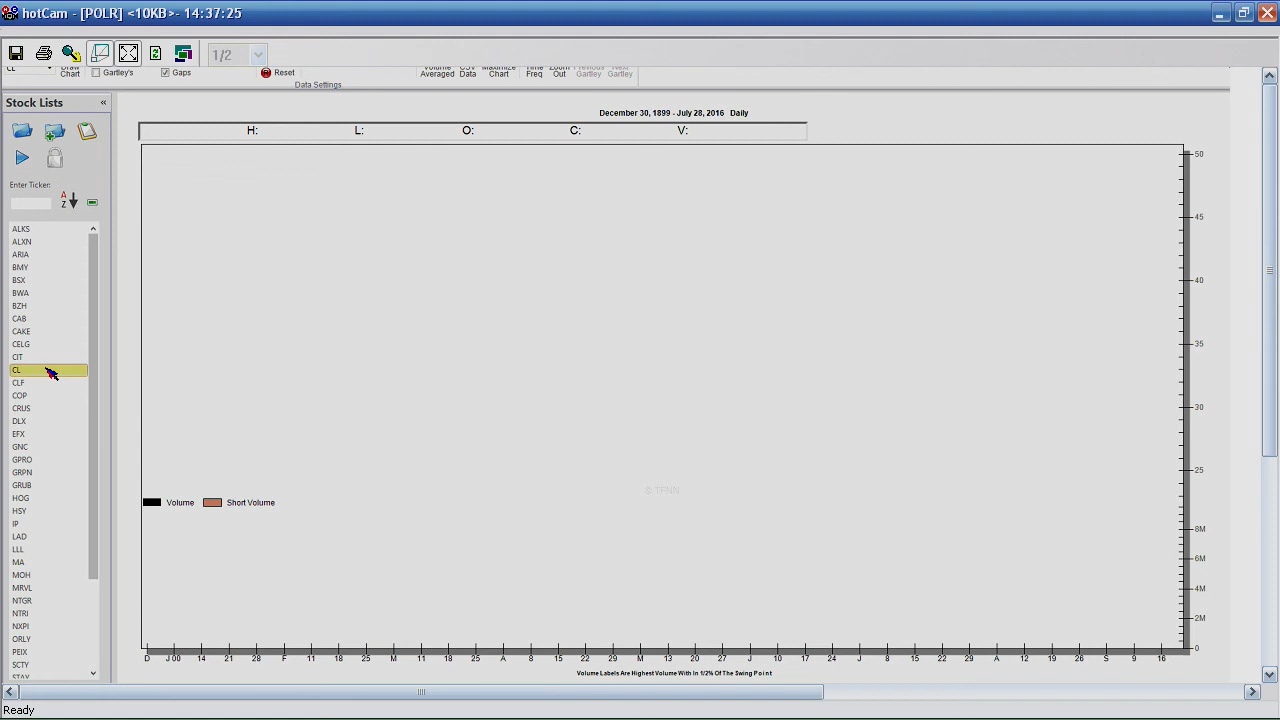 hotCam - [POLR] <10KB>- 14:37:25
1/2
CL
Draw
Chart
Gartley's
Gaps
Reset
Volume
Averaged
CSV
Data
Maximize
Chart
Time
Freq
Zoom
Out
Previous
Gartley
Next
Gartley
Data Settings
Stock Lists
«
Enter Ticker:
A
Z
ALKS
ALXN
ARIA
BMY
BSX
BWA
BZH
CAB
CAKE
CELG
CIT
CL
CLF
COP
CRUS
DLX
EFX
GNC
GPRO
GRPN
GRUB
HOG
HSY
IP
LAD
LLL
MA
MOH
MRVL
NTGR
NTRI
NXPI
ORLY
PEIX
SCTY
STAY
December 30, 1899 - July 28, 2016 Daily
H: L: O: C: V:
50
45
40
35
30
25
8M
6M
4M
2M
0
© TFNN
Volume Short Volume
D J 00 14 21 28 F 11 18 25 M 11 18 25 A 8 15 22 29 M 13 20 27 J 10 17 24 J 8 15 22 29 A 12 19 26 S 9 16
Volume Labels Are Highest Volume With In 1/2% Of The Swing Point
Ready